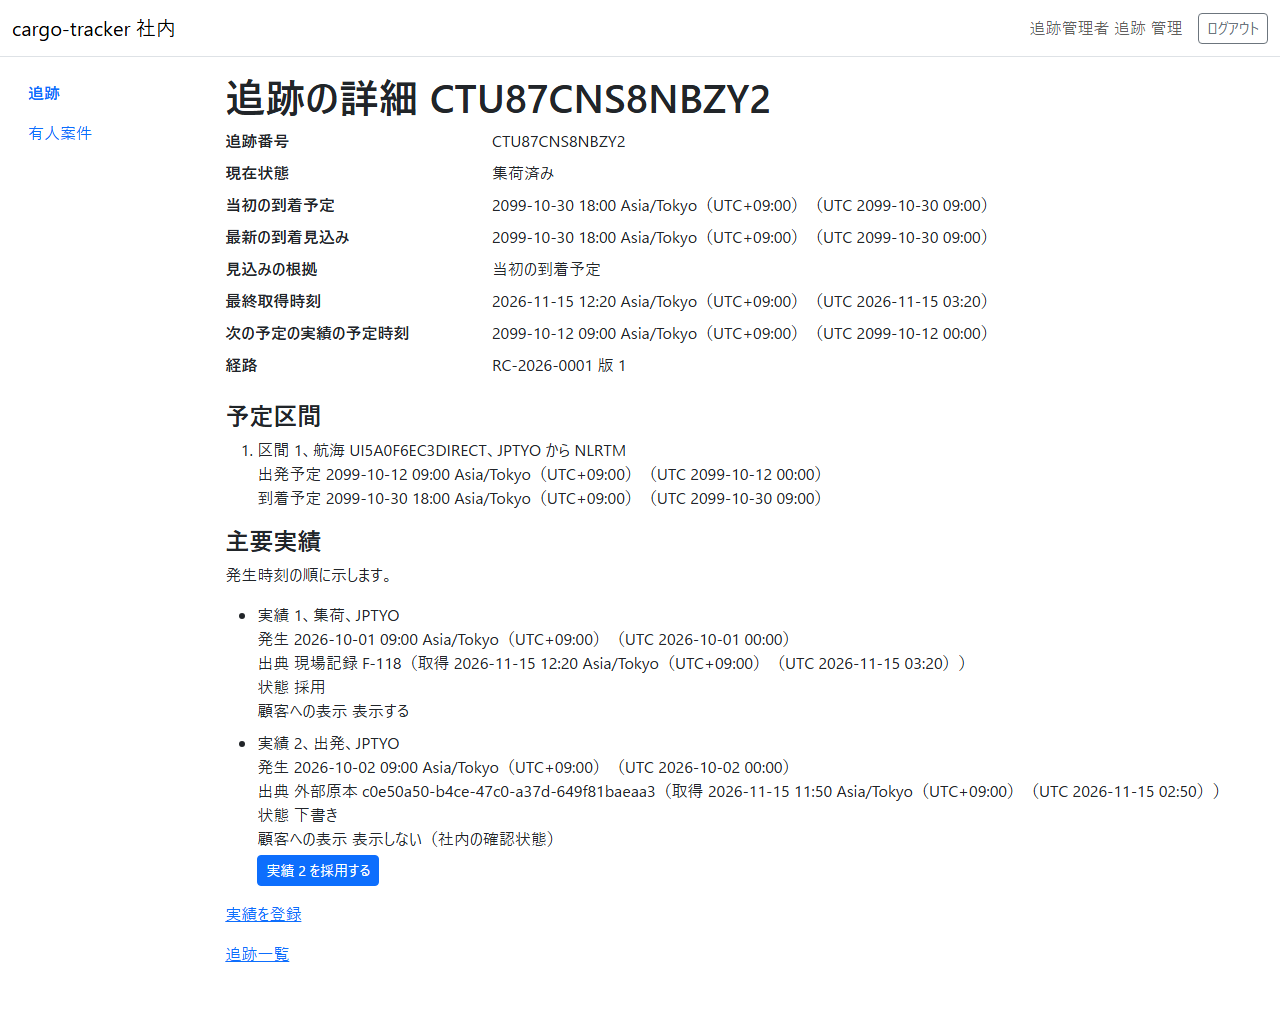 cargo-tracker 社内
追跡管理者 追跡 管理
ログアウト
追跡
有人案件
追跡の詳細 CTU87CNS8NBZY2
追跡番号 CTU87CNS8NBZY2
現在状態 集荷済み
当初の到着予定 2099-10-30 18:00 Asia/Tokyo（UTC+09:00）（UTC 2099-10-30 09:00）
最新の到着見込み 2099-10-30 18:00 Asia/Tokyo（UTC+09:00）（UTC 2099-10-30 09:00）
見込みの根拠 当初の到着予定
最終取得時刻 2026-11-15 12:20 Asia/Tokyo（UTC+09:00）（UTC 2026-11-15 03:20）
次の予定の実績の予定時刻 2099-10-12 09:00 Asia/Tokyo（UTC+09:00）（UTC 2099-10-12 00:00）
経路 RC-2026-0001 版 1
予定区間
1. 区間 1、航海 UI5A0F6EC3DIRECT、JPTYO から NLRTM
出発予定 2099-10-12 09:00 Asia/Tokyo（UTC+09:00）（UTC 2099-10-12 00:00）
到着予定 2099-10-30 18:00 Asia/Tokyo（UTC+09:00）（UTC 2099-10-30 09:00）
主要実績
発生時刻の順に示します。
実績 1、集荷、JPTYO
発生 2026-10-01 09:00 Asia/Tokyo（UTC+09:00）（UTC 2026-10-01 00:00）
出典 現場記録 F-118（取得 2026-11-15 12:20 Asia/Tokyo（UTC+09:00）（UTC 2026-11-15 03:20））
状態 採用
顧客への表示 表示する
実績 2、出発、JPTYO
発生 2026-10-02 09:00 Asia/Tokyo（UTC+09:00）（UTC 2026-10-02 00:00）
出典 外部原本 c0e50a50-b4ce-47c0-a37d-649f81baeaa3（取得 2026-11-15 11:50 Asia/Tokyo（UTC+09:00）（UTC 2026-11-15 02:50））
状態 下書き
顧客への表示 表示しない（社内の確認状態）
実績 2 を採用する
実績を登録
追跡一覧